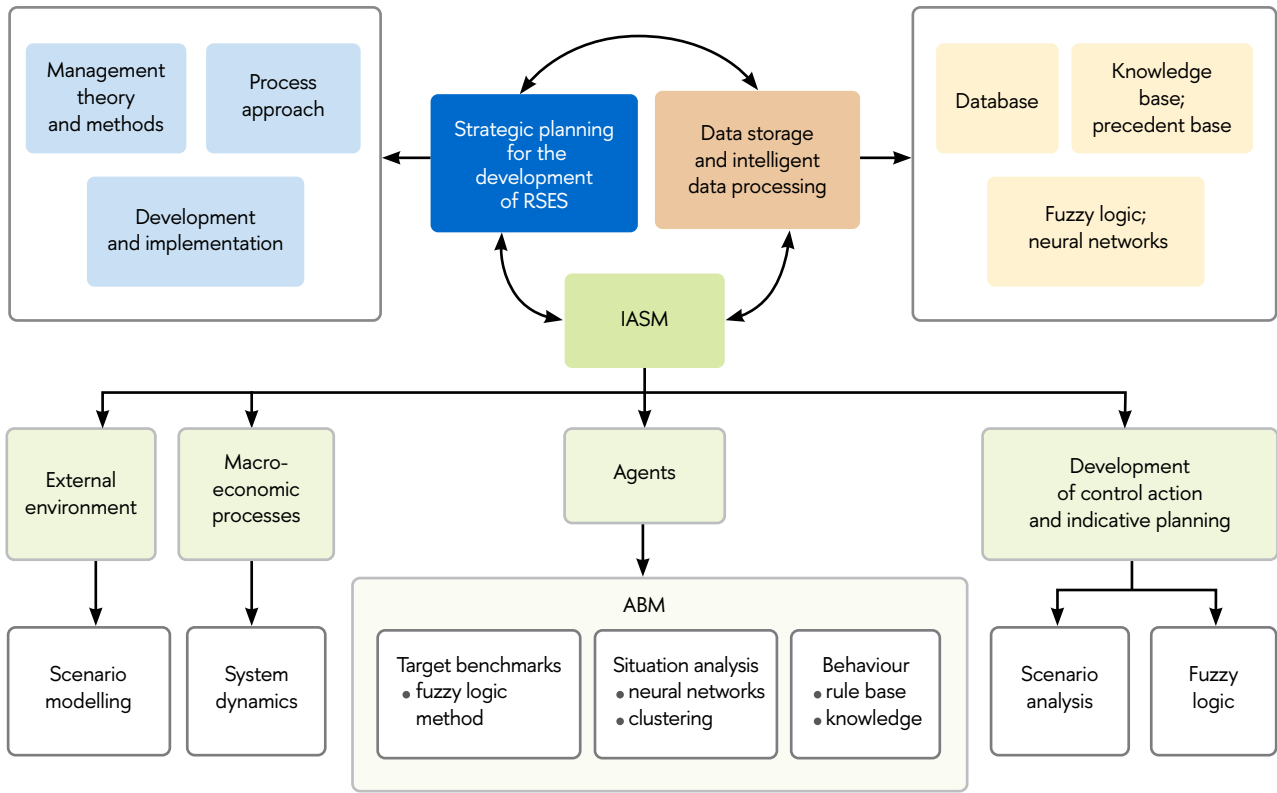 Management
theory
and methods
Process
approach
Development
and implementation
Strategic planning
for the
development
of RSES
Data storage
and intelligent
data processing
Database
Knowledge
base;
precedent base
Fuzzy logic;
neural networks
IASM
External
environment
Macro-
economic
processes
Agents
Development
of control action
and indicative planning
Scenario
modelling
System
dynamics
ABM
Target benchmarks
• fuzzy logic
method
Situation analysis
• neural networks
• clustering
Behaviour
• rule base
• knowledge
Scenario
analysis
Fuzzy
logic